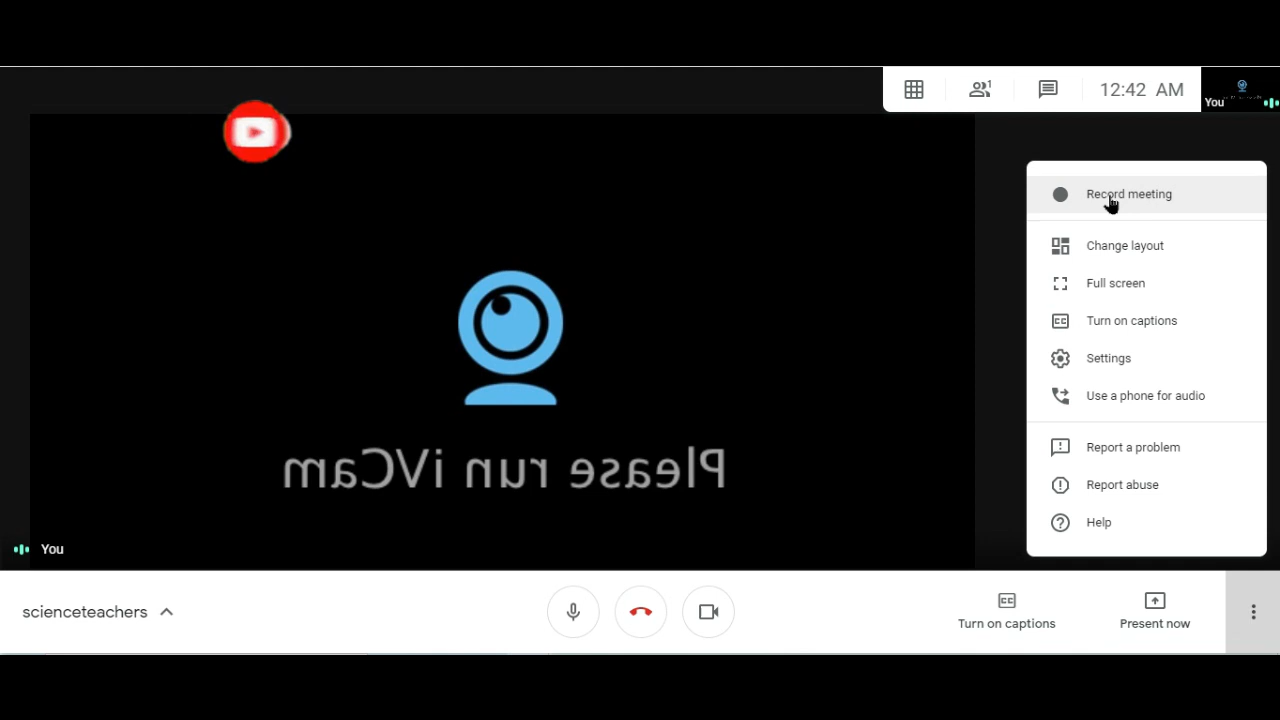 1
12:42 AM
You
Record meeting
Change layout
Full screen
Turn on captions
Settings
Use a phone for audio
Report a problem
Report abuse
Help
Please run iVCam
You
scienceteachers
Turn on captions
Present now